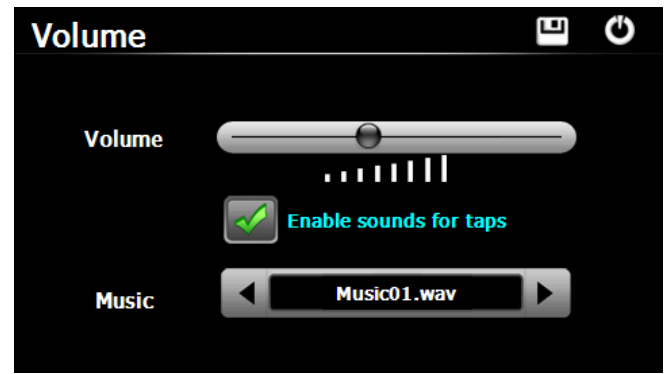 Volume
Volume
Enable sounds for taps
Music
Music01.wav